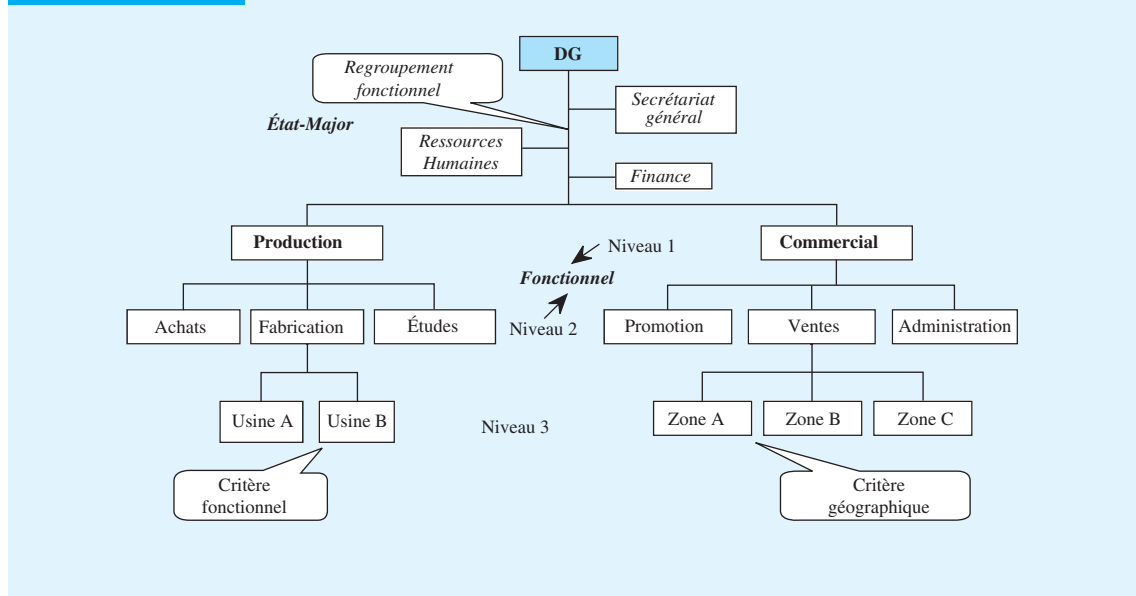 DG
Regroupement
fonctionnel
Secrétariat
général
État-Major
Ressources
Humaines
Finance
Production
Niveau 1
Commercial
Fonctionnel
Achats
Fabrication
Études
Niveau 2
Promotion
Ventes
Administration
Usine A
Usine B
Niveau 3
Zone A
Zone B
Zone C
Critère
fonctionnel
Critère
géographique